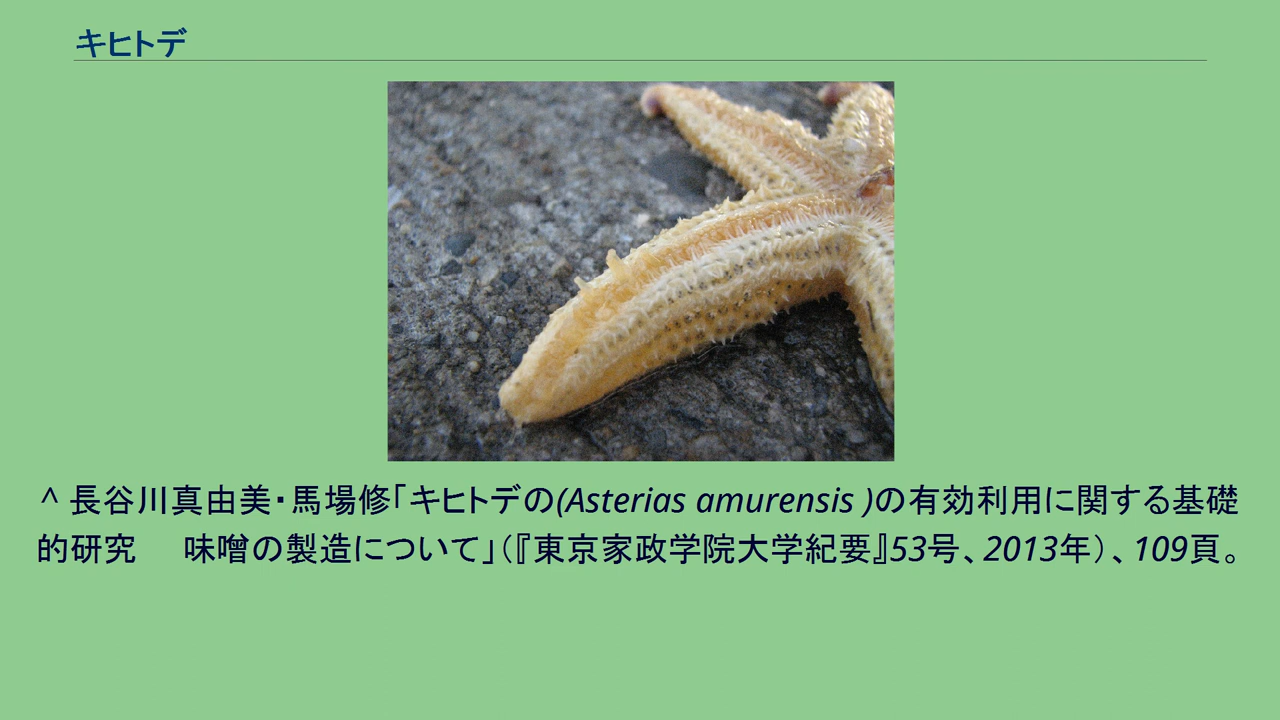 キヒトデ
^ 長谷川真由美・馬場修「キヒトデの(Asterias amurensis )の有効利用に関する基礎
的研究　 味噌の製造について」(『東京家政学院大学紀要』53号、2013年)、109頁。